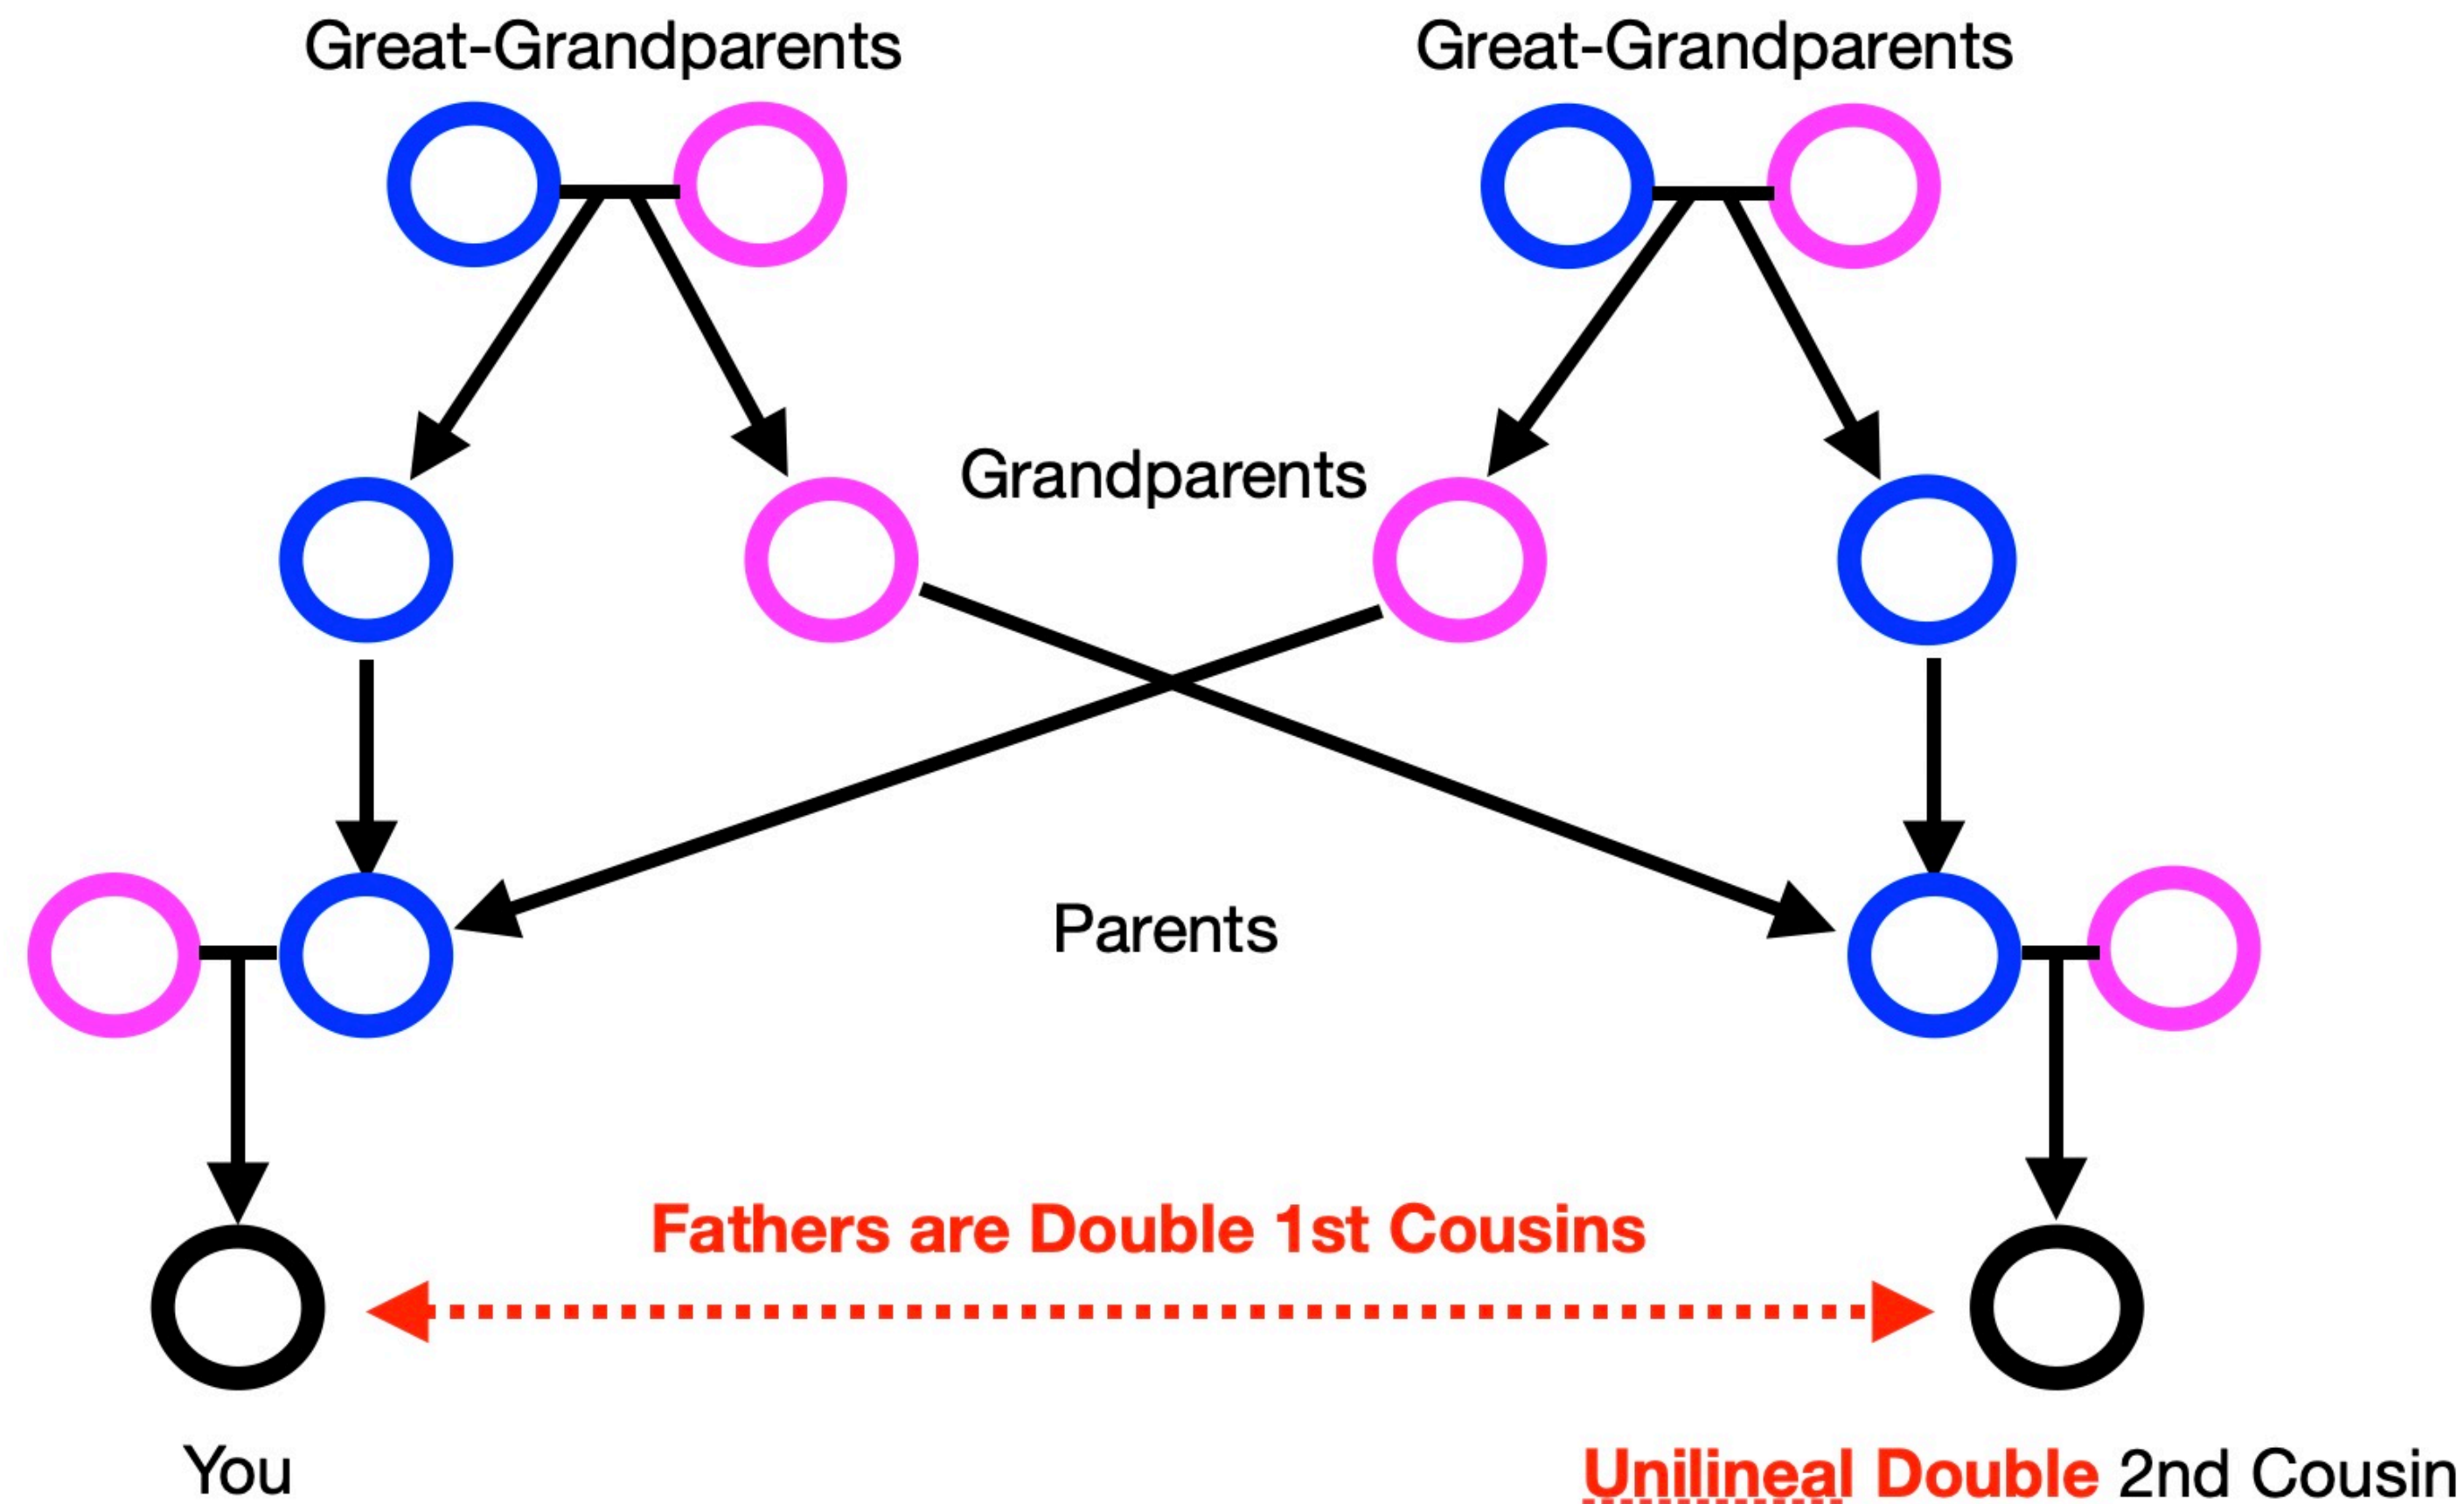 Great-Grandparents
Great-Grandparents
Grandparents
Parents
Fathers are Double 1st Cousins
You
Unilineal Double 2nd Cousin